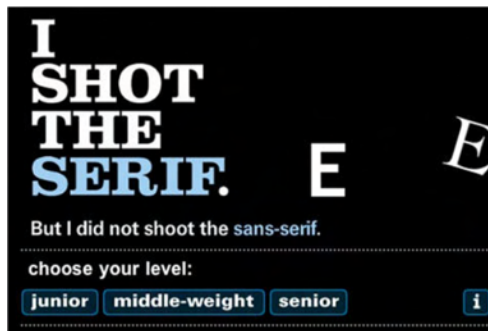 I
SHOT
THE
SERIF.
E
E
But I did not shoot the sans-serif.
choose your level:
junior middle-weight senior i